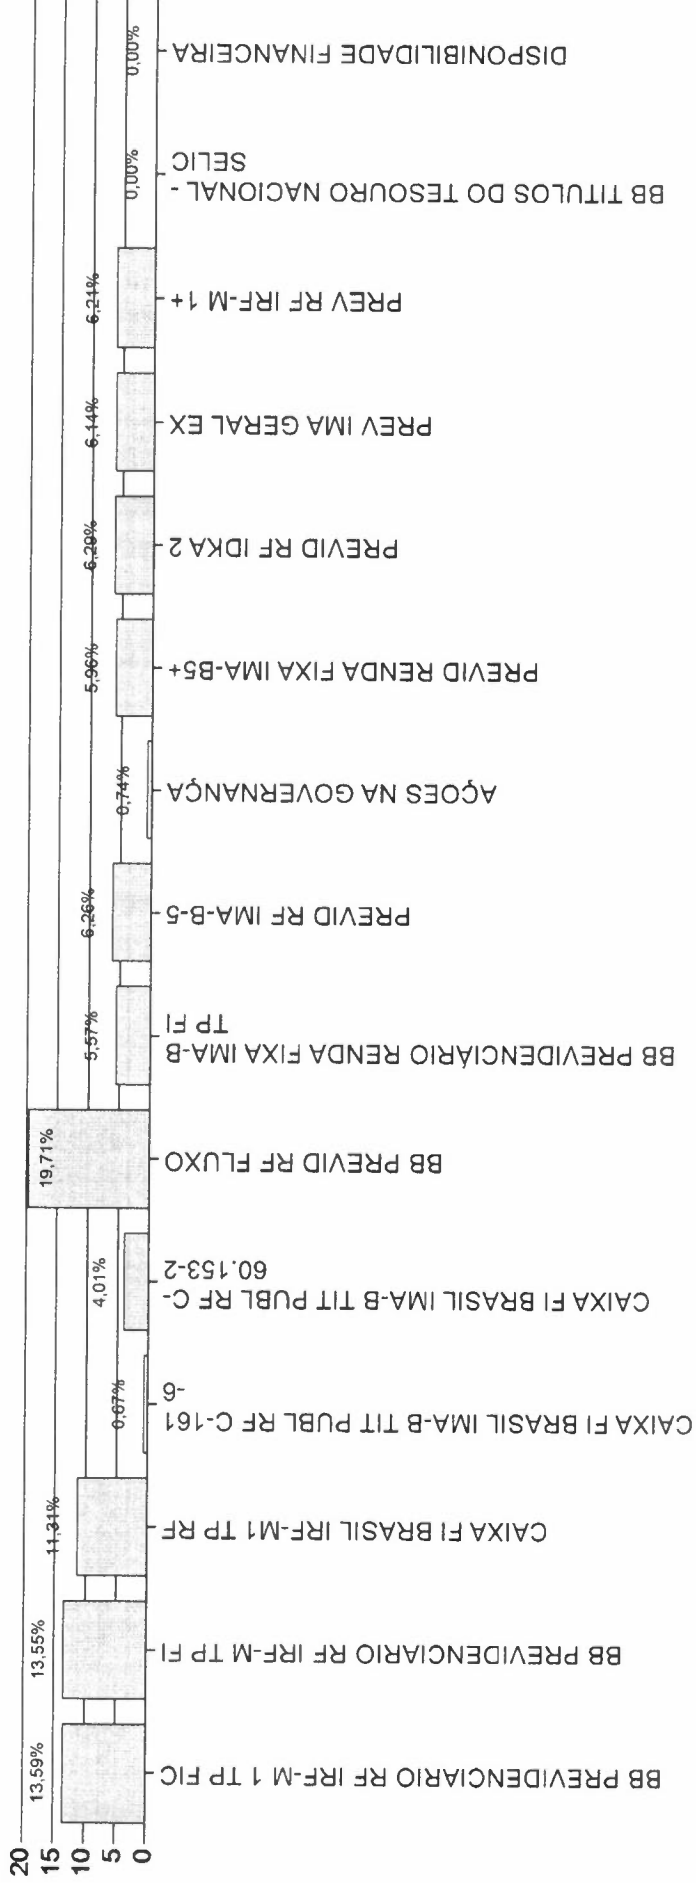 20
15
10
5
0
13,59%
13,55%
11,31%
0,67%
4,01%
19,71%
5,57%
6,26%
0,74%
5,96%
6,29%
6,14%
6,21%
0,00%
0,00%
BB PREVIDENCIARIO RF IRF-M 1 TP FIC
BB PREVIDENCIARIO RF IRF-M TP FI
CAIXA FI BRASIL IRF-M1 TP RF
CAIXA FI BRASIL IMA-B TIT PUBL RF C-161
-6
CAIXA FI BRASIL IMA-B TIT PUBL RF C-
60.153-2
BB PREVID RF FLUXO
BB PREVIDENCIÁRIO RENDA FIXA IMA-B
TP FI
PREVID RF IMA-B-5
AÇOES NA GOVERNANÇA
PREVID RENDA FIXA IMA-B5+
PREVID RF IDKA 2
PREV IMA GERAL EX
PREV RF IRF-M 1+
BB TITULOS DO TESOURO NACIONAL -
SELIC
DISPONIBILIDADE FINANCEIRA